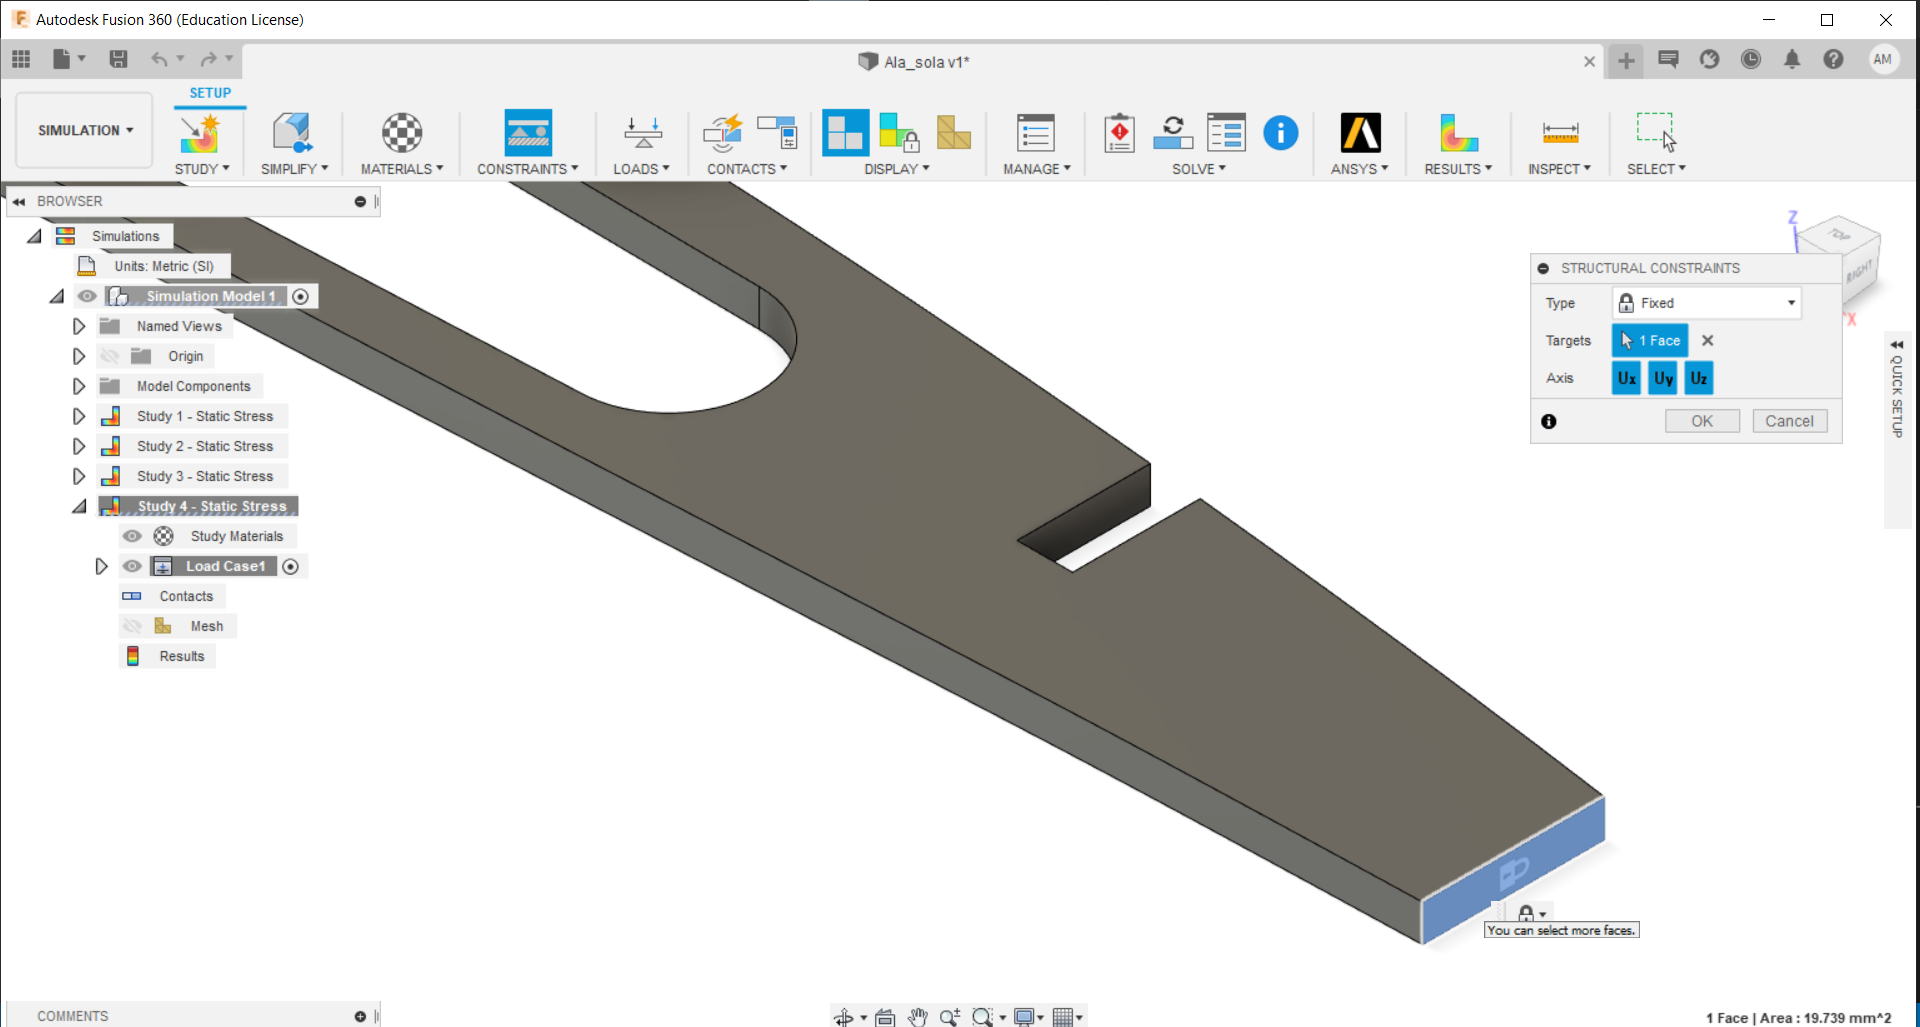 Autodesk Fusion 360 (Education License)
Ala_sola v1*
AM
SETUP
SIMULATION
STUDY
SIMPLIFY
MATERIALS
CONSTRAINTS
LOADS
CONTACTS
DISPLAY
MANAGE
SOLVE
ANSYS
RESULTS
INSPECT
SELECT
BROWSER
Simulations
Units: Metric (SI)
Simulation Model 1
Named Views
Origin
Model Components
Study 1 - Static Stress
Study 2 - Static Stress
Study 3 - Static Stress
Study 4 - Static Stress
Study Materials
Load Case1
Contacts
Mesh
Results
Z
TOP
RIGHT
X
STRUCTURAL CONSTRAINTS
Type Fixed
Targets 1 Face
Axis Ux Uy Uz
OK Cancel
QUICK SETUP
You can select more faces.
COMMENTS
1 Face | Area : 19.739 mm^2